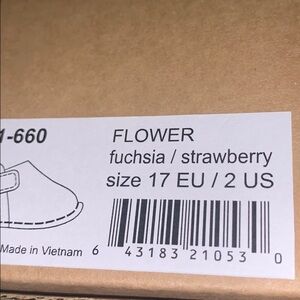 1-660
FLOWER
fuchsia / strawberry
size 17 EU / 2 US
Made in Vietnam
6 43183 21053 0